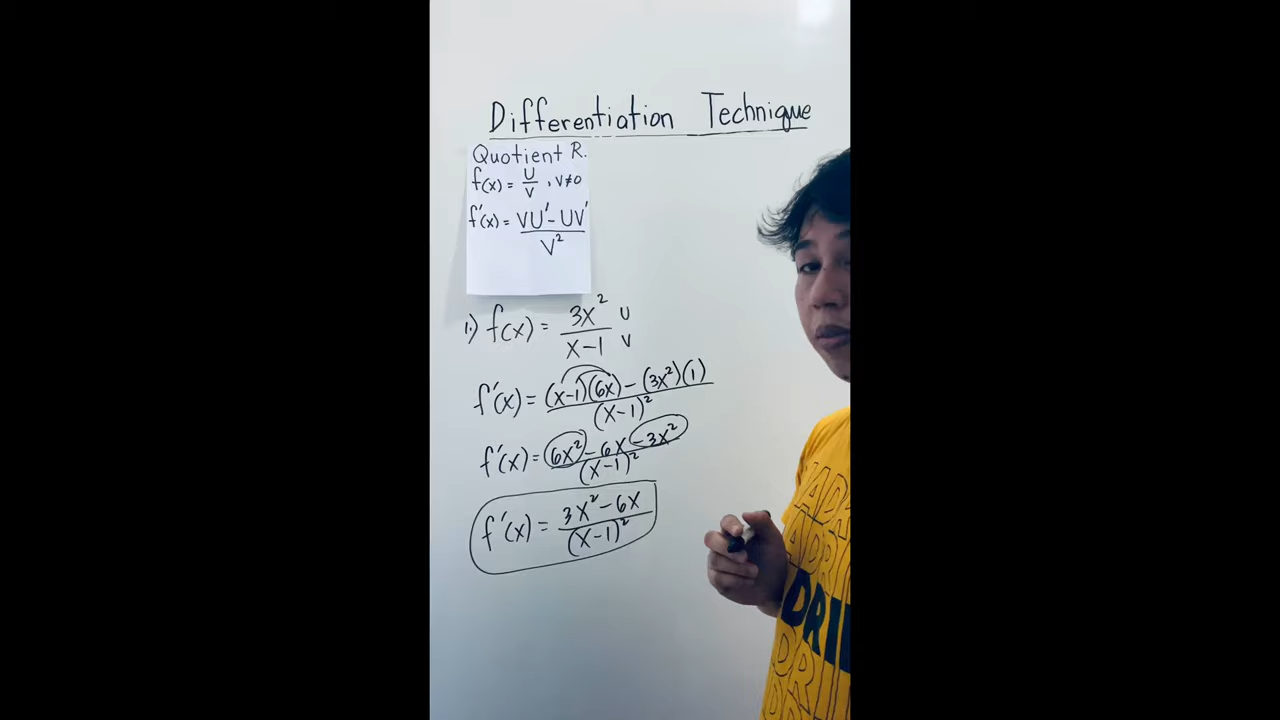 Differentiation Technique
Quotient R.
f(x) = U/V , V≠0
f'(x) = VU' - UV' / V²
1.) f(x) = 3x² / x-1 U V
f'(x) = (x-1)(6x) - (3x²)(1) / (x-1)²
f'(x) = 6x² - 6x - 3x² / (x-1)²
f'(x) = 3x² - 6x / (x-1)²
DRI